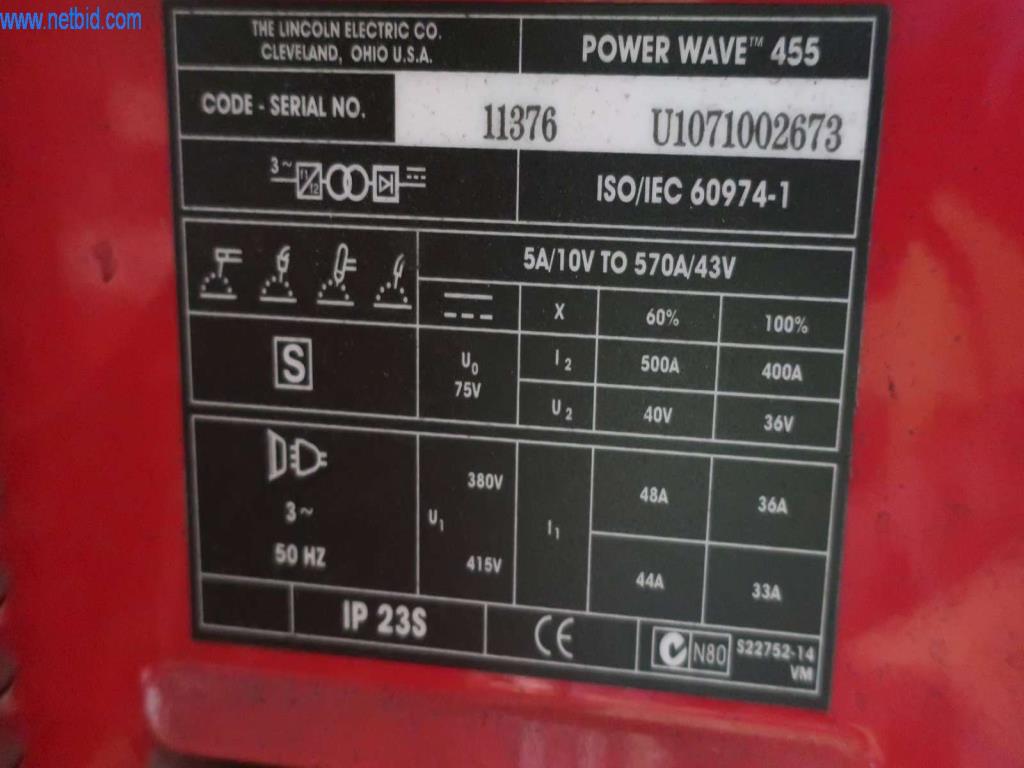 www.netbid.com
THE LINCOLN ELECTRIC CO.
CLEVELAND, OHIO U.S.A.
POWER WAVE™ 455
CODE - SERIAL NO.
11376 U1071002673
3~
f1
f2
ISO/IEC 60974-1
5A/10V TO 570A/43V
X 60% 100%
S
U0
75V
I2 500A 400A
U2 40V 36V
3~
50 HZ
U1
380V
415V
I1
48A 36A
44A 33A
IP 23S
CE
N80
S22752-14
VM